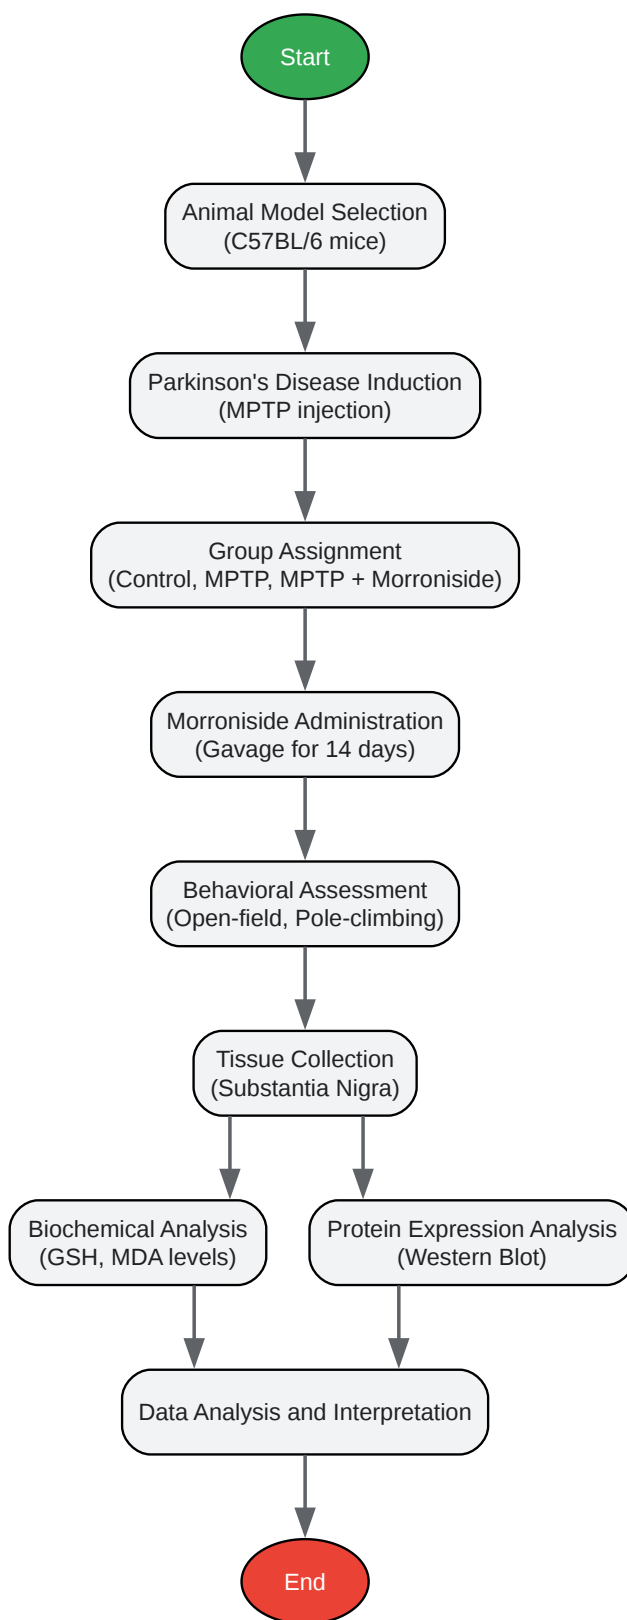 Start
Animal Model Selection
(C57BL/6 mice)
Parkinson's Disease Induction
(MPTP injection)
Group Assignment
(Control, MPTP, MPTP + Morroniside)
Morroniside Administration
(Gavage for 14 days)
Behavioral Assessment
(Open-field, Pole-climbing)
Tissue Collection
(Substantia Nigra)
Biochemical Analysis
(GSH, MDA levels)
Protein Expression Analysis
(Western Blot)
Data Analysis and Interpretation
End